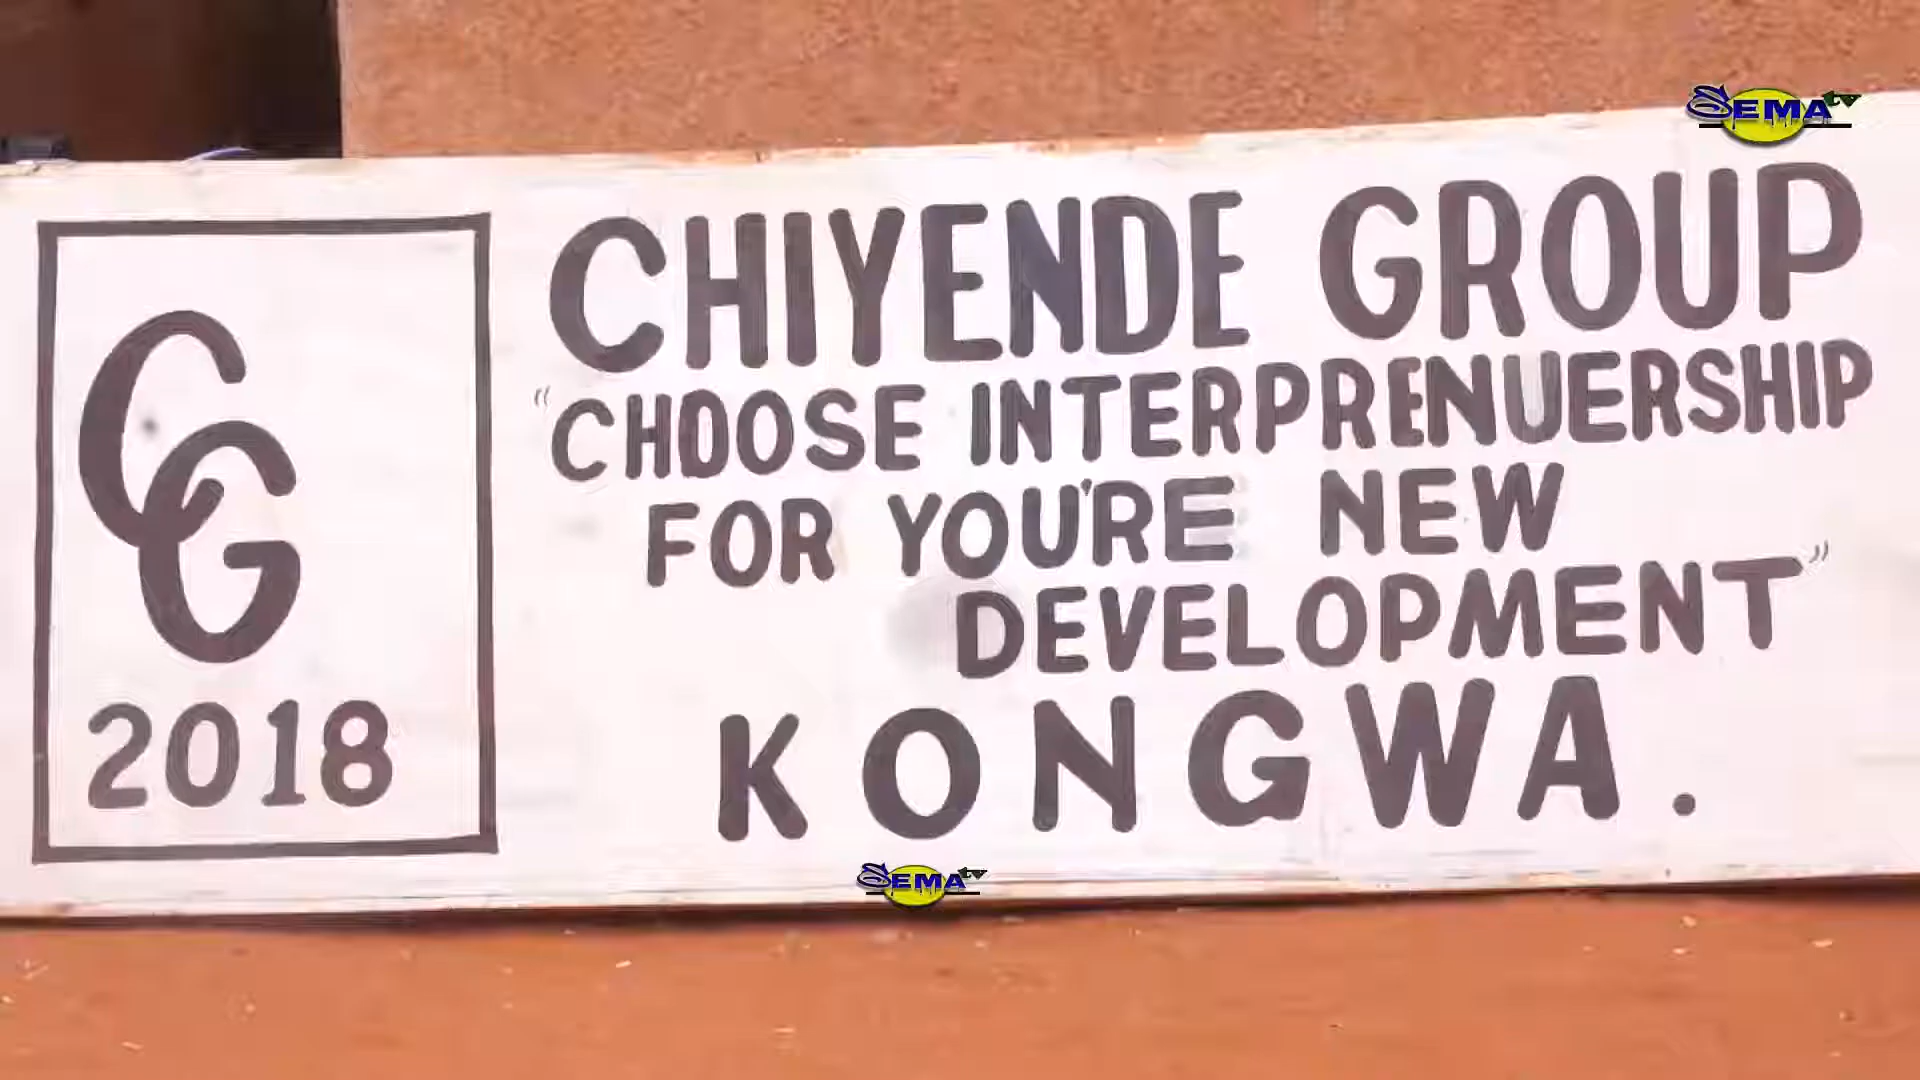 SEMA tv
CG
2018
CHIYENDE GROUP
"CHOOSE INTERPRENUERSHIP
FOR YOU'RE NEW
DEVELOPMENT"
KONGWA.
SEMA tv